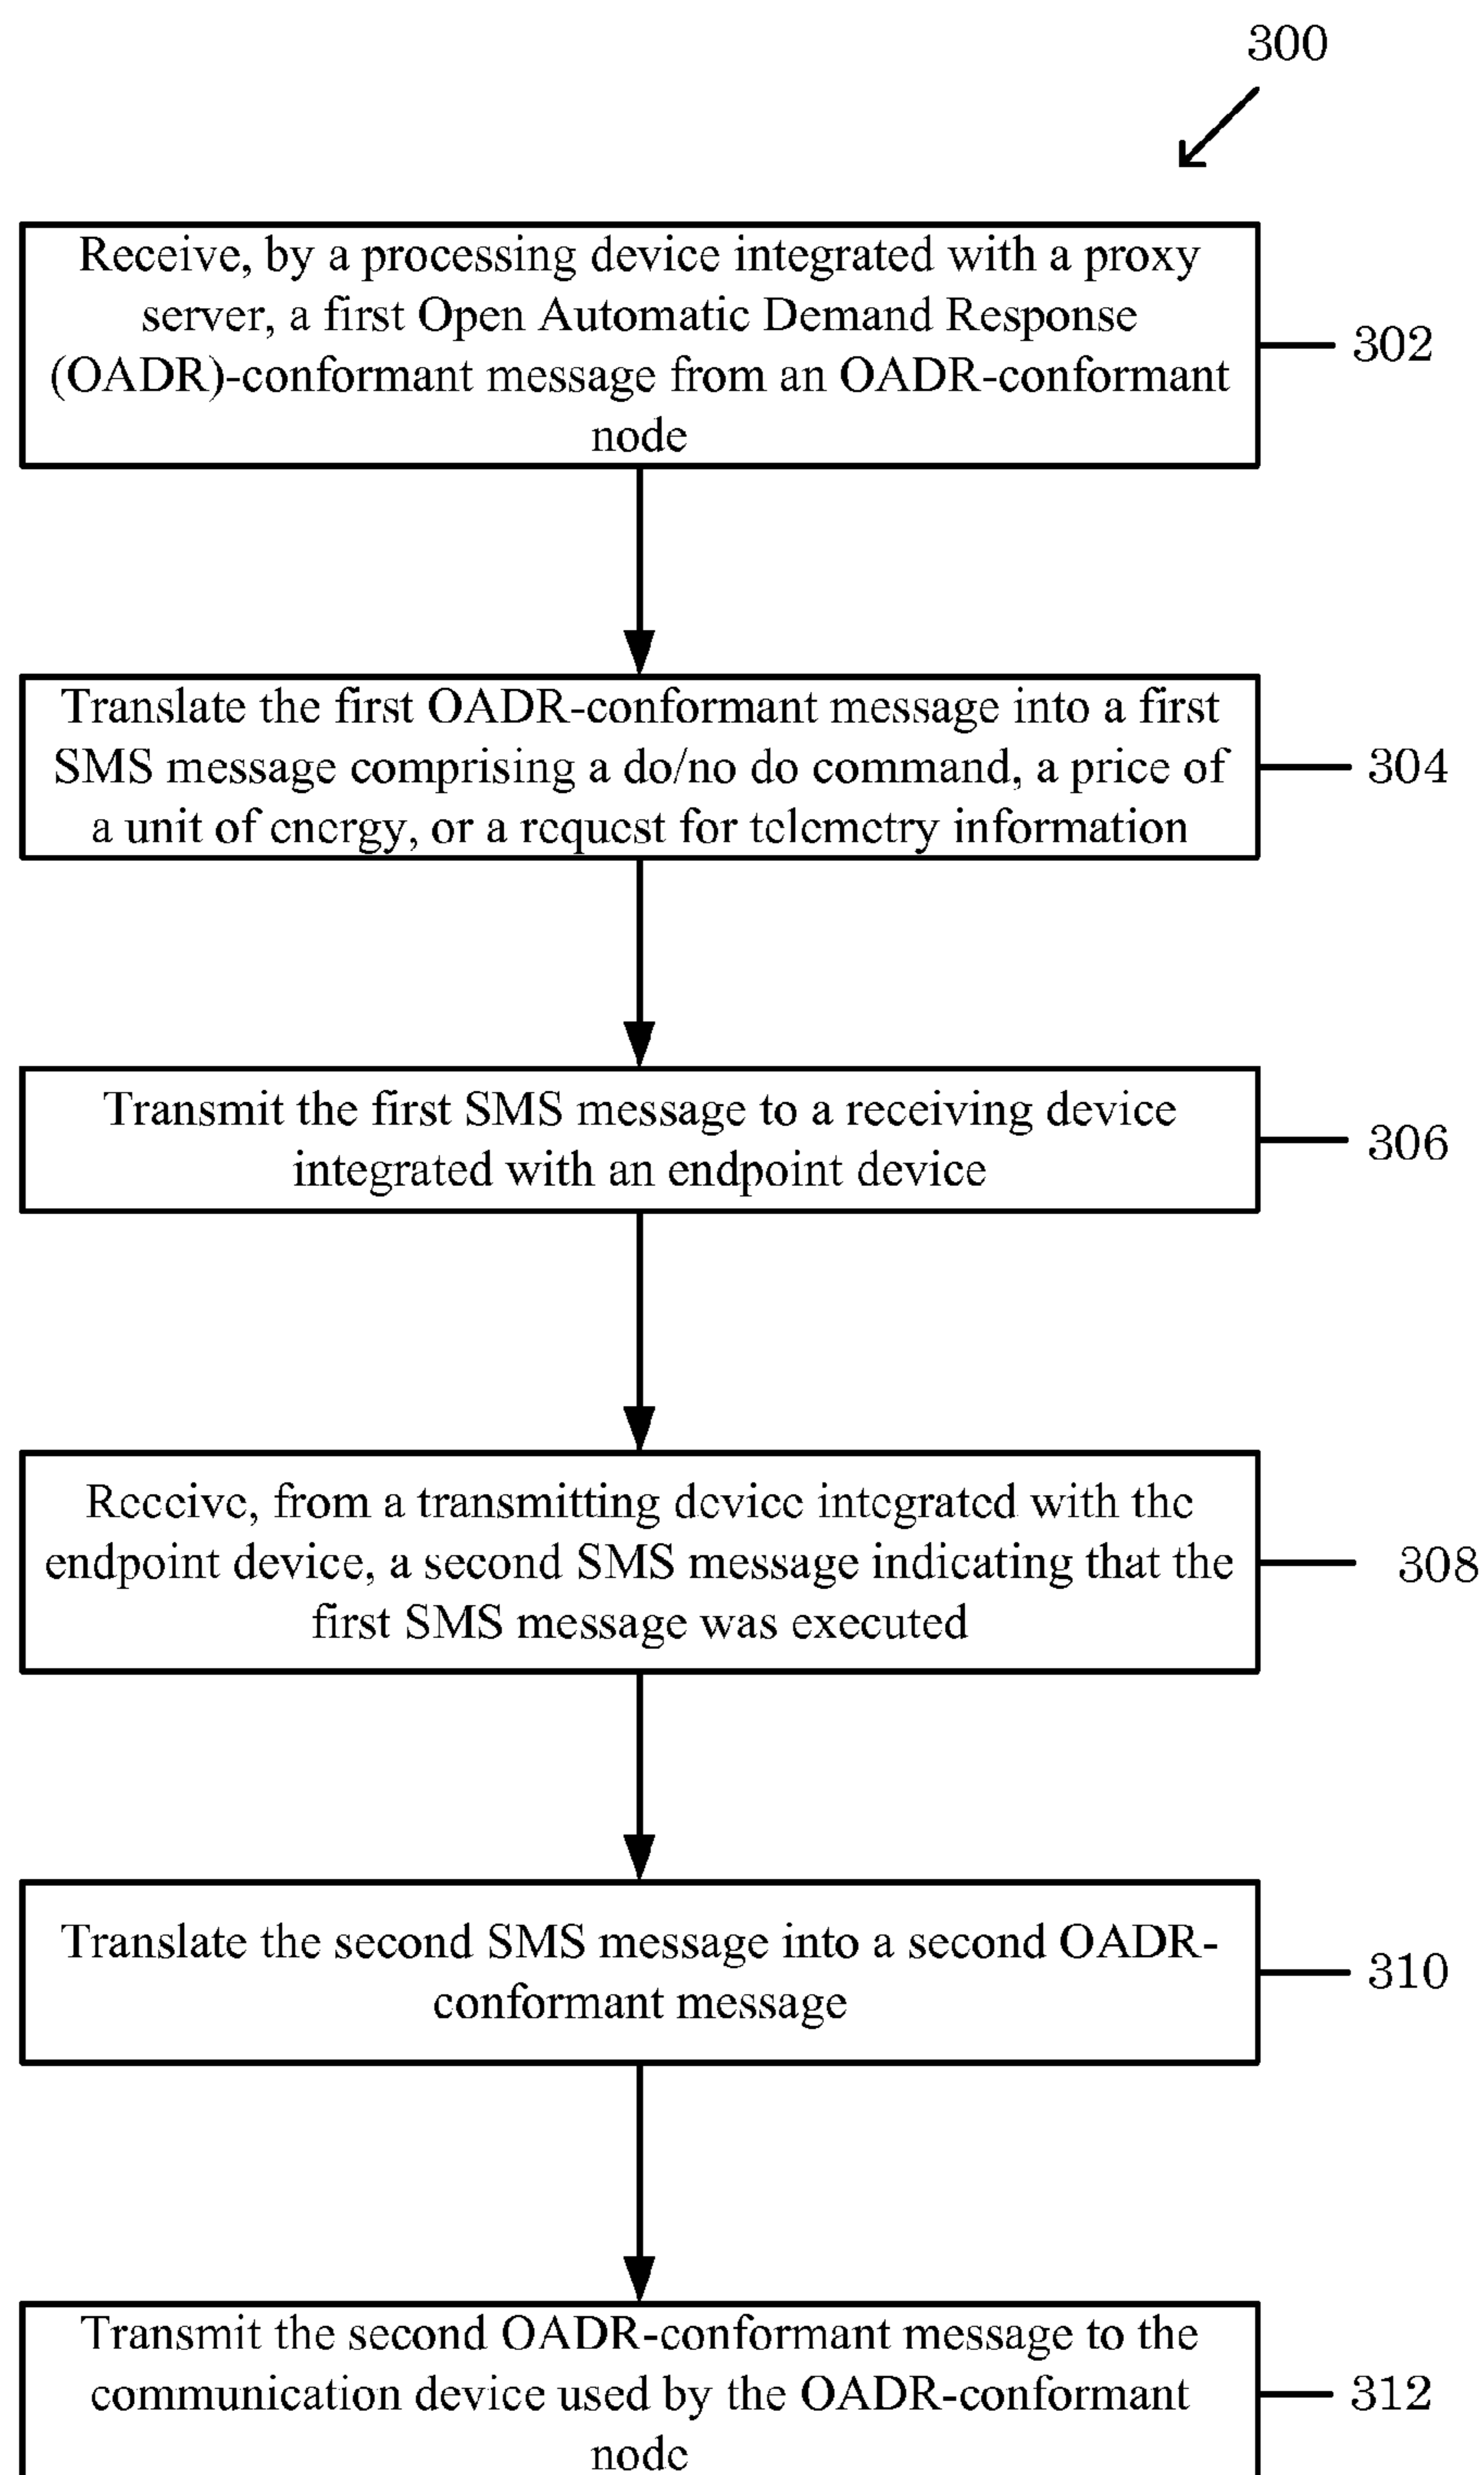 300
Receive, by a processing device integrated with a proxy
server, a first Open Automatic Demand Response
(OADR)-conformant message from an OADR-conformant
node
302
Translate the first OADR-conformant message into a first
SMS message comprising a do/no do command, a price of
a unit of energy, or a request for telemetry information
304
Transmit the first SMS message to a receiving device
integrated with an endpoint device
306
Receive, from a transmitting device integrated with the
endpoint device, a second SMS message indicating that the
first SMS message was executed
308
Translate the second SMS message into a second OADR-
conformant message
310
Transmit the second OADR-conformant message to the
communication device used by the OADR-conformant
node
312